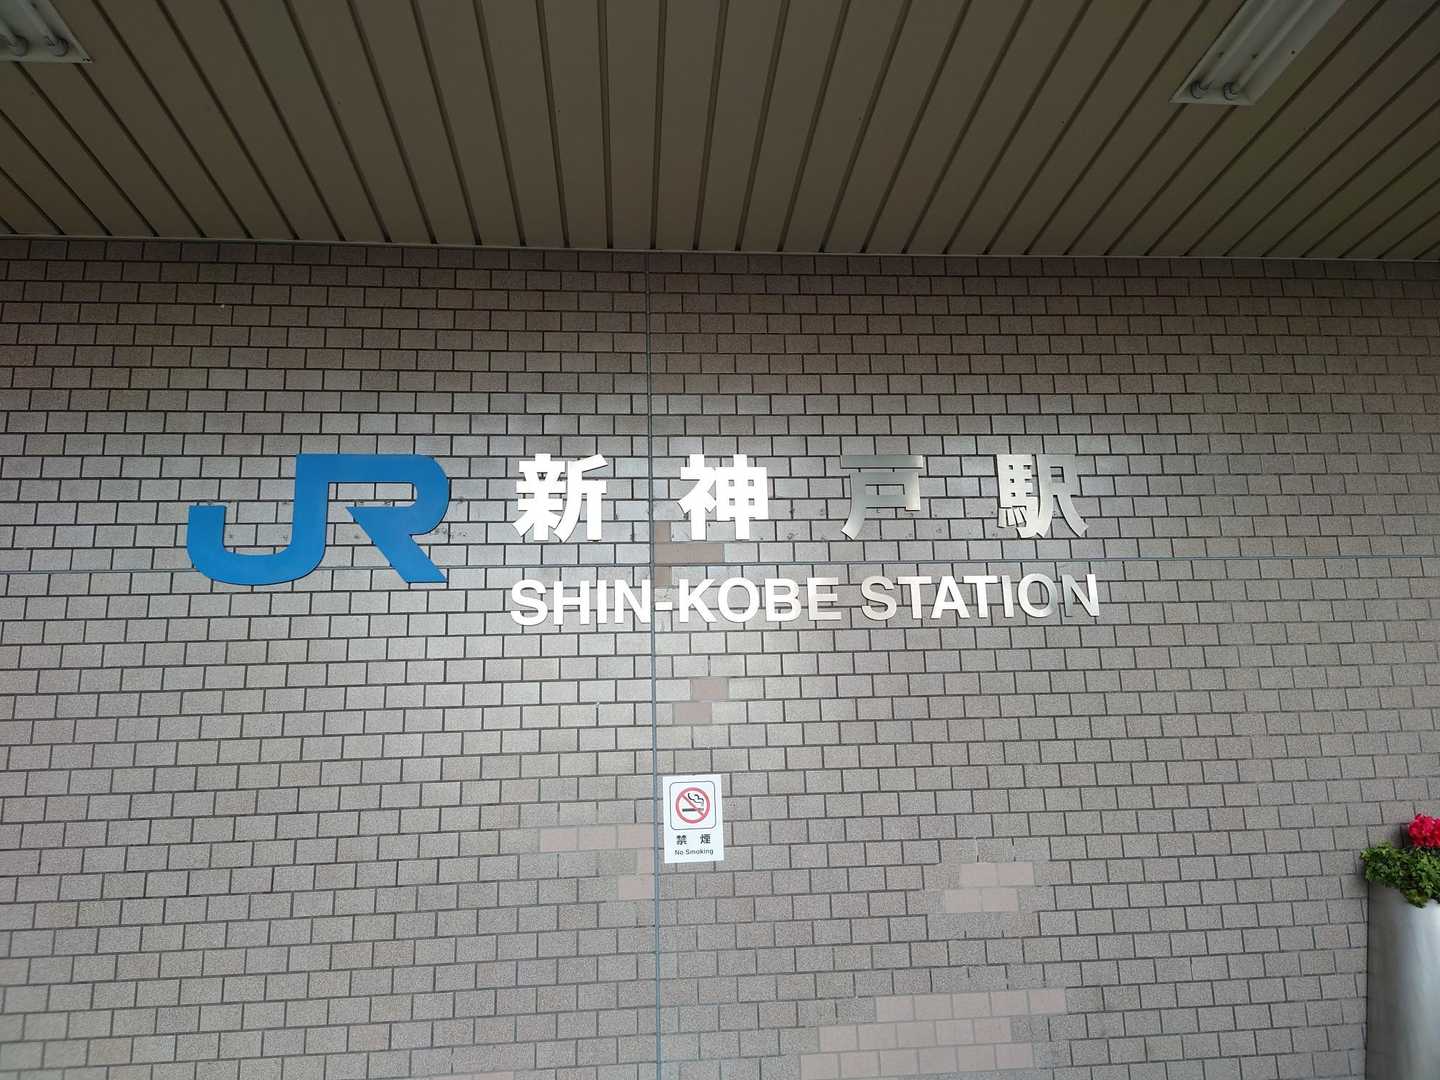 JR 新神戸駅
SHIN-KOBE STATION
禁煙
No Smoking